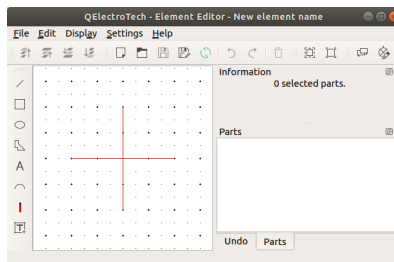 QElectroTech - Element Editor - New element name
File Edit Display Settings Help
Information
0 selected parts.
Parts
A
T
Undo Parts